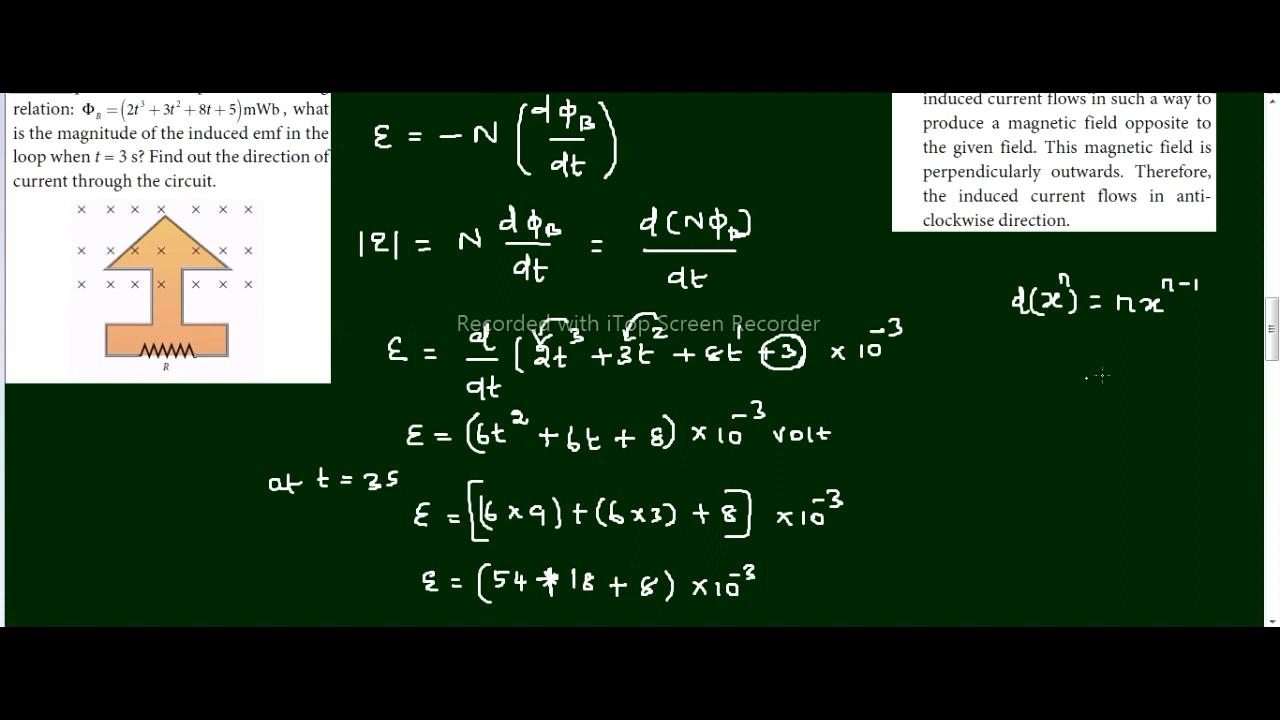 relation: Φ_B = (2t³ + 3t² + 8t + 5) mWb, what
is the magnitude of the induced emf in the
loop when t = 3 s? Find out the direction of
current through the circuit.
R
ε = − N (dϕ_B/dt)
|ε| = N dϕ_B/dt = d(Nϕ_B)/dt
Recorded with iTop Screen Recorder
ε = d/dt [2t³ + 3t² + 8t¹ + 3) × 10⁻³
ε = (6t² + 6t + 8) × 10⁻³ volt
at t = 3s
ε = [(6 × 9) + (6 × 3) + 8] × 10⁻³
ε = (54 + 18 + 8) × 10⁻³
induced current flows in such a way to
produce a magnetic field opposite to
the given field. This magnetic field is
perpendicularly outwards. Therefore,
the induced current flows in anti-
clockwise direction.
d(xⁿ) = nxⁿ⁻¹